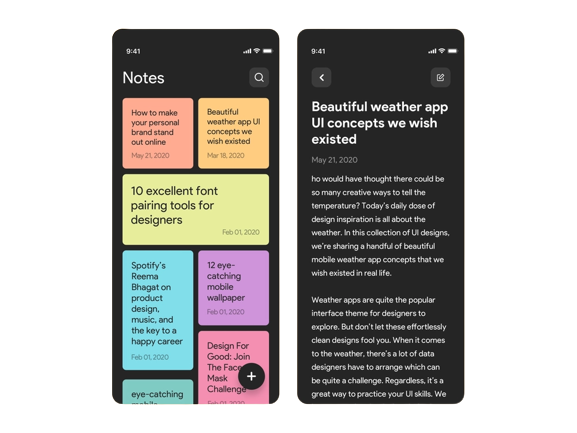 9:41
Notes
How to make
your personal
brand stand
out online
May 21, 2020
Beautiful
weather app UI
concepts we
wish existed
Mar 18, 2020
10 excellent font
pairing tools for
designers
Feb 01, 2020
Spotify's
Reema
Bhagat on
product
design,
music, and
the key to a
happy career
Feb 01, 2020
12 eye-
catching
mobile
wallpaper
Feb 01, 2020
Design For
Good: Join
The Face
Mask
Challenge
Feb 01, 2020
eye-catching
mobile
9:41
Beautiful weather app
UI concepts we wish
existed
May 21, 2020
ho would have thought there could be
so many creative ways to tell the
temperature? Today's daily dose of
design inspiration is all about the
weather. In this collection of UI designs,
we're sharing a handful of beautiful
mobile weather app concepts that we
wish existed in real life.
Weather apps are quite the popular
interface theme for designers to
explore. But don't let these effortlessly
clean designs fool you. When it comes
to the weather, there's a lot of data
designers have to arrange which can
be quite a challenge. Regardless, it's a
great way to practice your UI skills. We